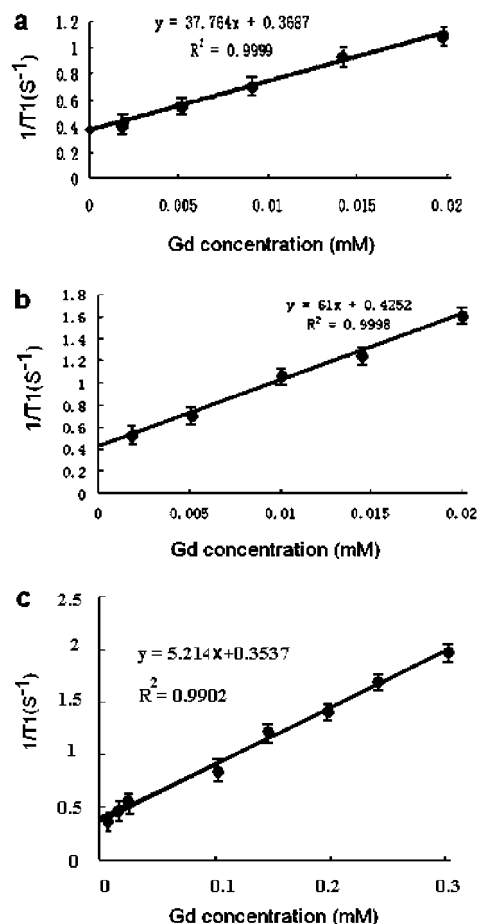 a
y = 37.764x + 0.3687
R² = 0.9999
1/T1(S⁻¹)
1.2
1
0.8
0.6
0.4
0.2
0
0 0.005 0.01 0.015 0.02
Gd concentration (mM)
b
y = 61x + 0.4252
R² = 0.9998
1/T1(S⁻¹)
1.8
1.6
1.4
1.2
1
0.8
0.6
0.4
0.2
0
0 0.005 0.01 0.015 0.02
Gd concentration (mM)
c
y = 5.214X+0.3537
R² = 0.9902
1/T1(S⁻¹)
2.5
2
1.5
1
0.5
0
0 0.1 0.2 0.3
Gd concentration (mM)